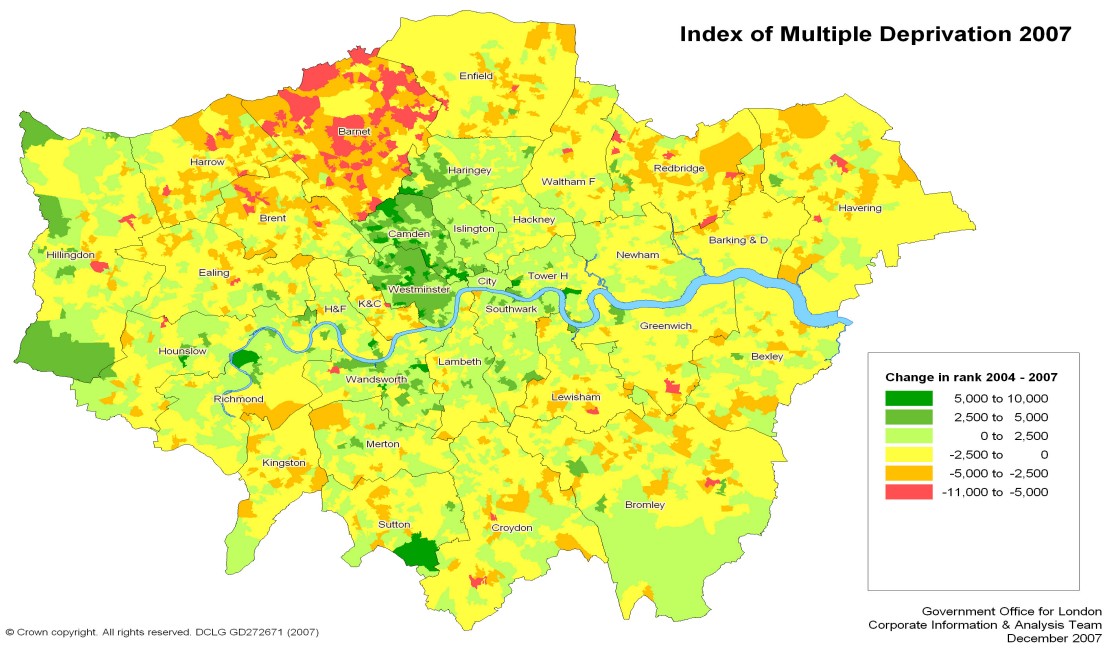 Index of Multiple Deprivation 2007
Enfield
Barnet
Harrow
Haringey
Redbridge
Waltham F
Brent
Hackney
Havering
Camden
Islington
Barking & D
Hillingdon
Newham
Ealing
Tower H
City
Westminster
K&C
H&F
Southwark
Greenwich
Hounslow
Bexley
Lambeth
Wandsworth
Richmond
Lewisham
Merton
Kingston
Bromley
Sutton
Croydon
Change in rank 2004 - 2007
5,000 to 10,000
2,500 to 5,000
0 to 2,500
-2,500 to 0
-5,000 to -2,500
-11,000 to -5,000
Government Office for London
Corporate Information & Analysis Team
December 2007
© Crown copyright. All rights reserved. DCLG GD272671 (2007)